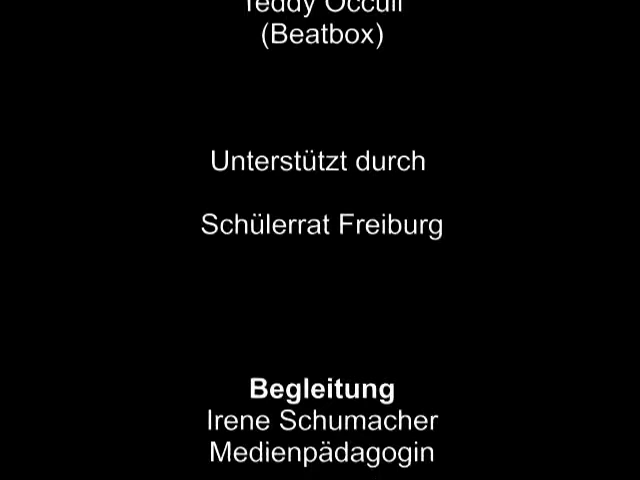 (Beatbox)
Unterstützt durch
Schülerrat Freiburg
Begleitung
Irene Schumacher
Medienpädagogin